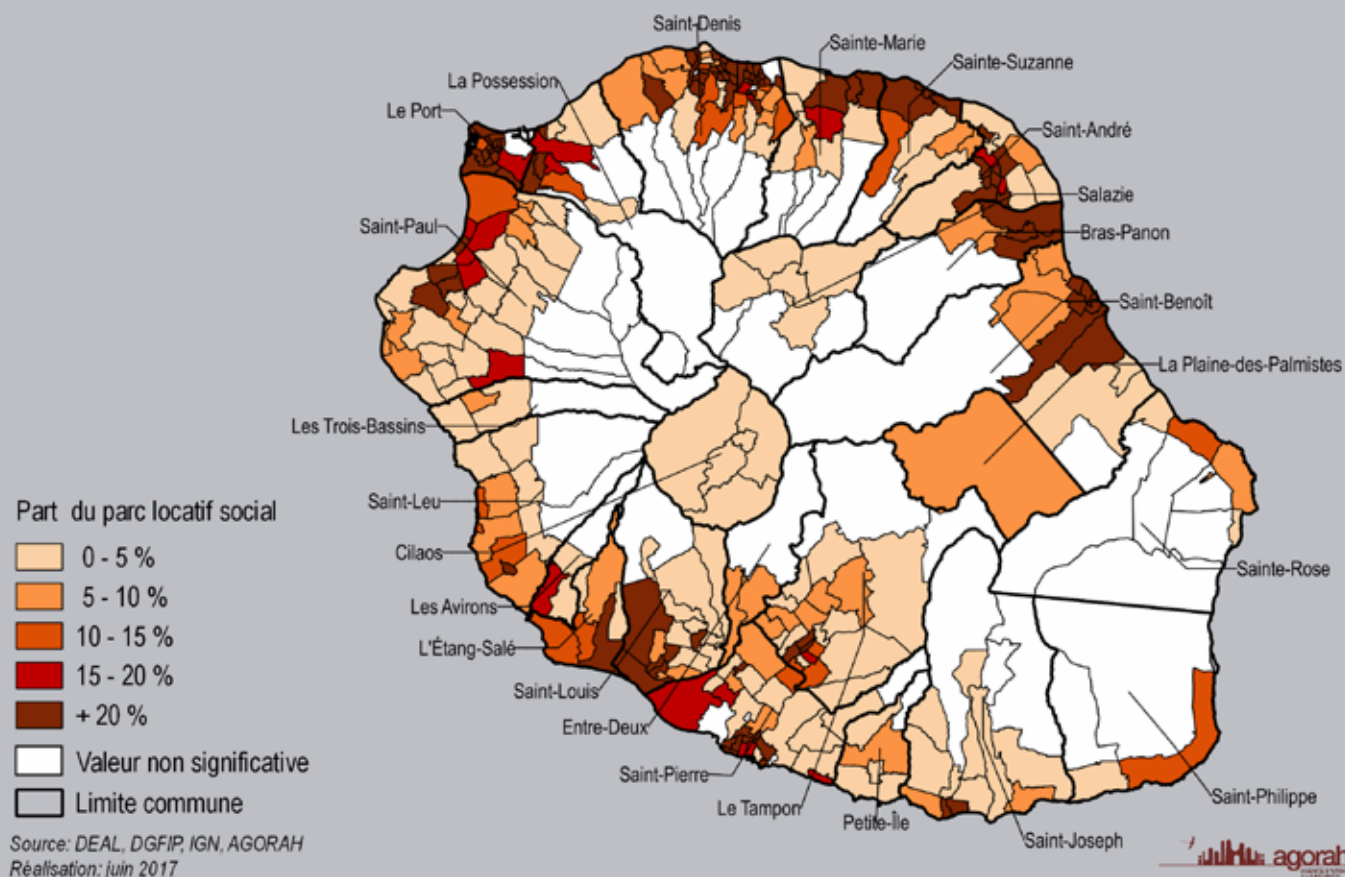 Saint-Denis
Sainte-Marie
Sainte-Suzanne
La Possession
Le Port
Saint-André
Salazie
Saint-Paul
Bras-Panon
Saint-Benoît
La Plaine-des-Palmistes
Les Trois-Bassins
Saint-Leu
Cilaos
Sainte-Rose
Les Avirons
L'Étang-Salé
Saint-Louis
Entre-Deux
Saint-Pierre
Le Tampon
Petite-Île
Saint-Joseph
Saint-Philippe
Part du parc locatif social
0 - 5 %
5 - 10 %
10 - 15 %
15 - 20 %
+ 20 %
Valeur non significative
Limite commune
Source: DEAL, DGFIP, IGN, AGORAH
Réalisation: juin 2017
agorah